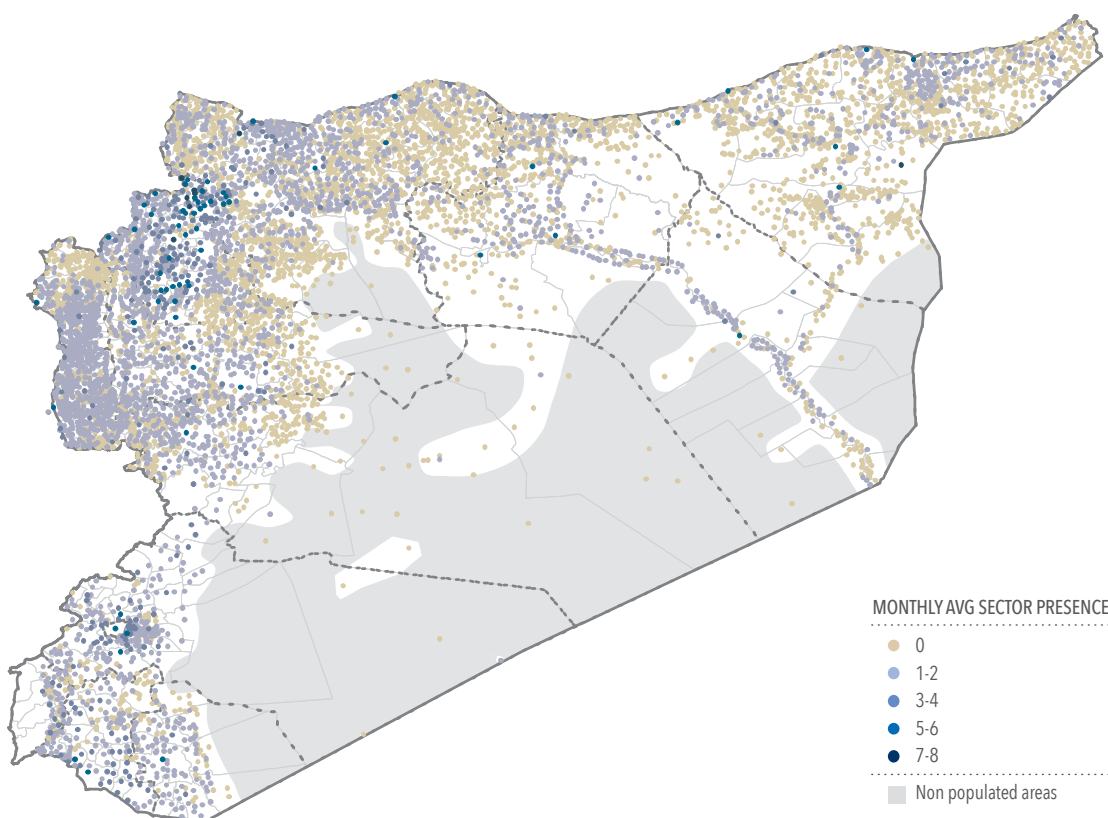 MONTHLY AVG SECTOR PRESENCE
0
1-2
3-4
5-6
7-8
Non populated areas